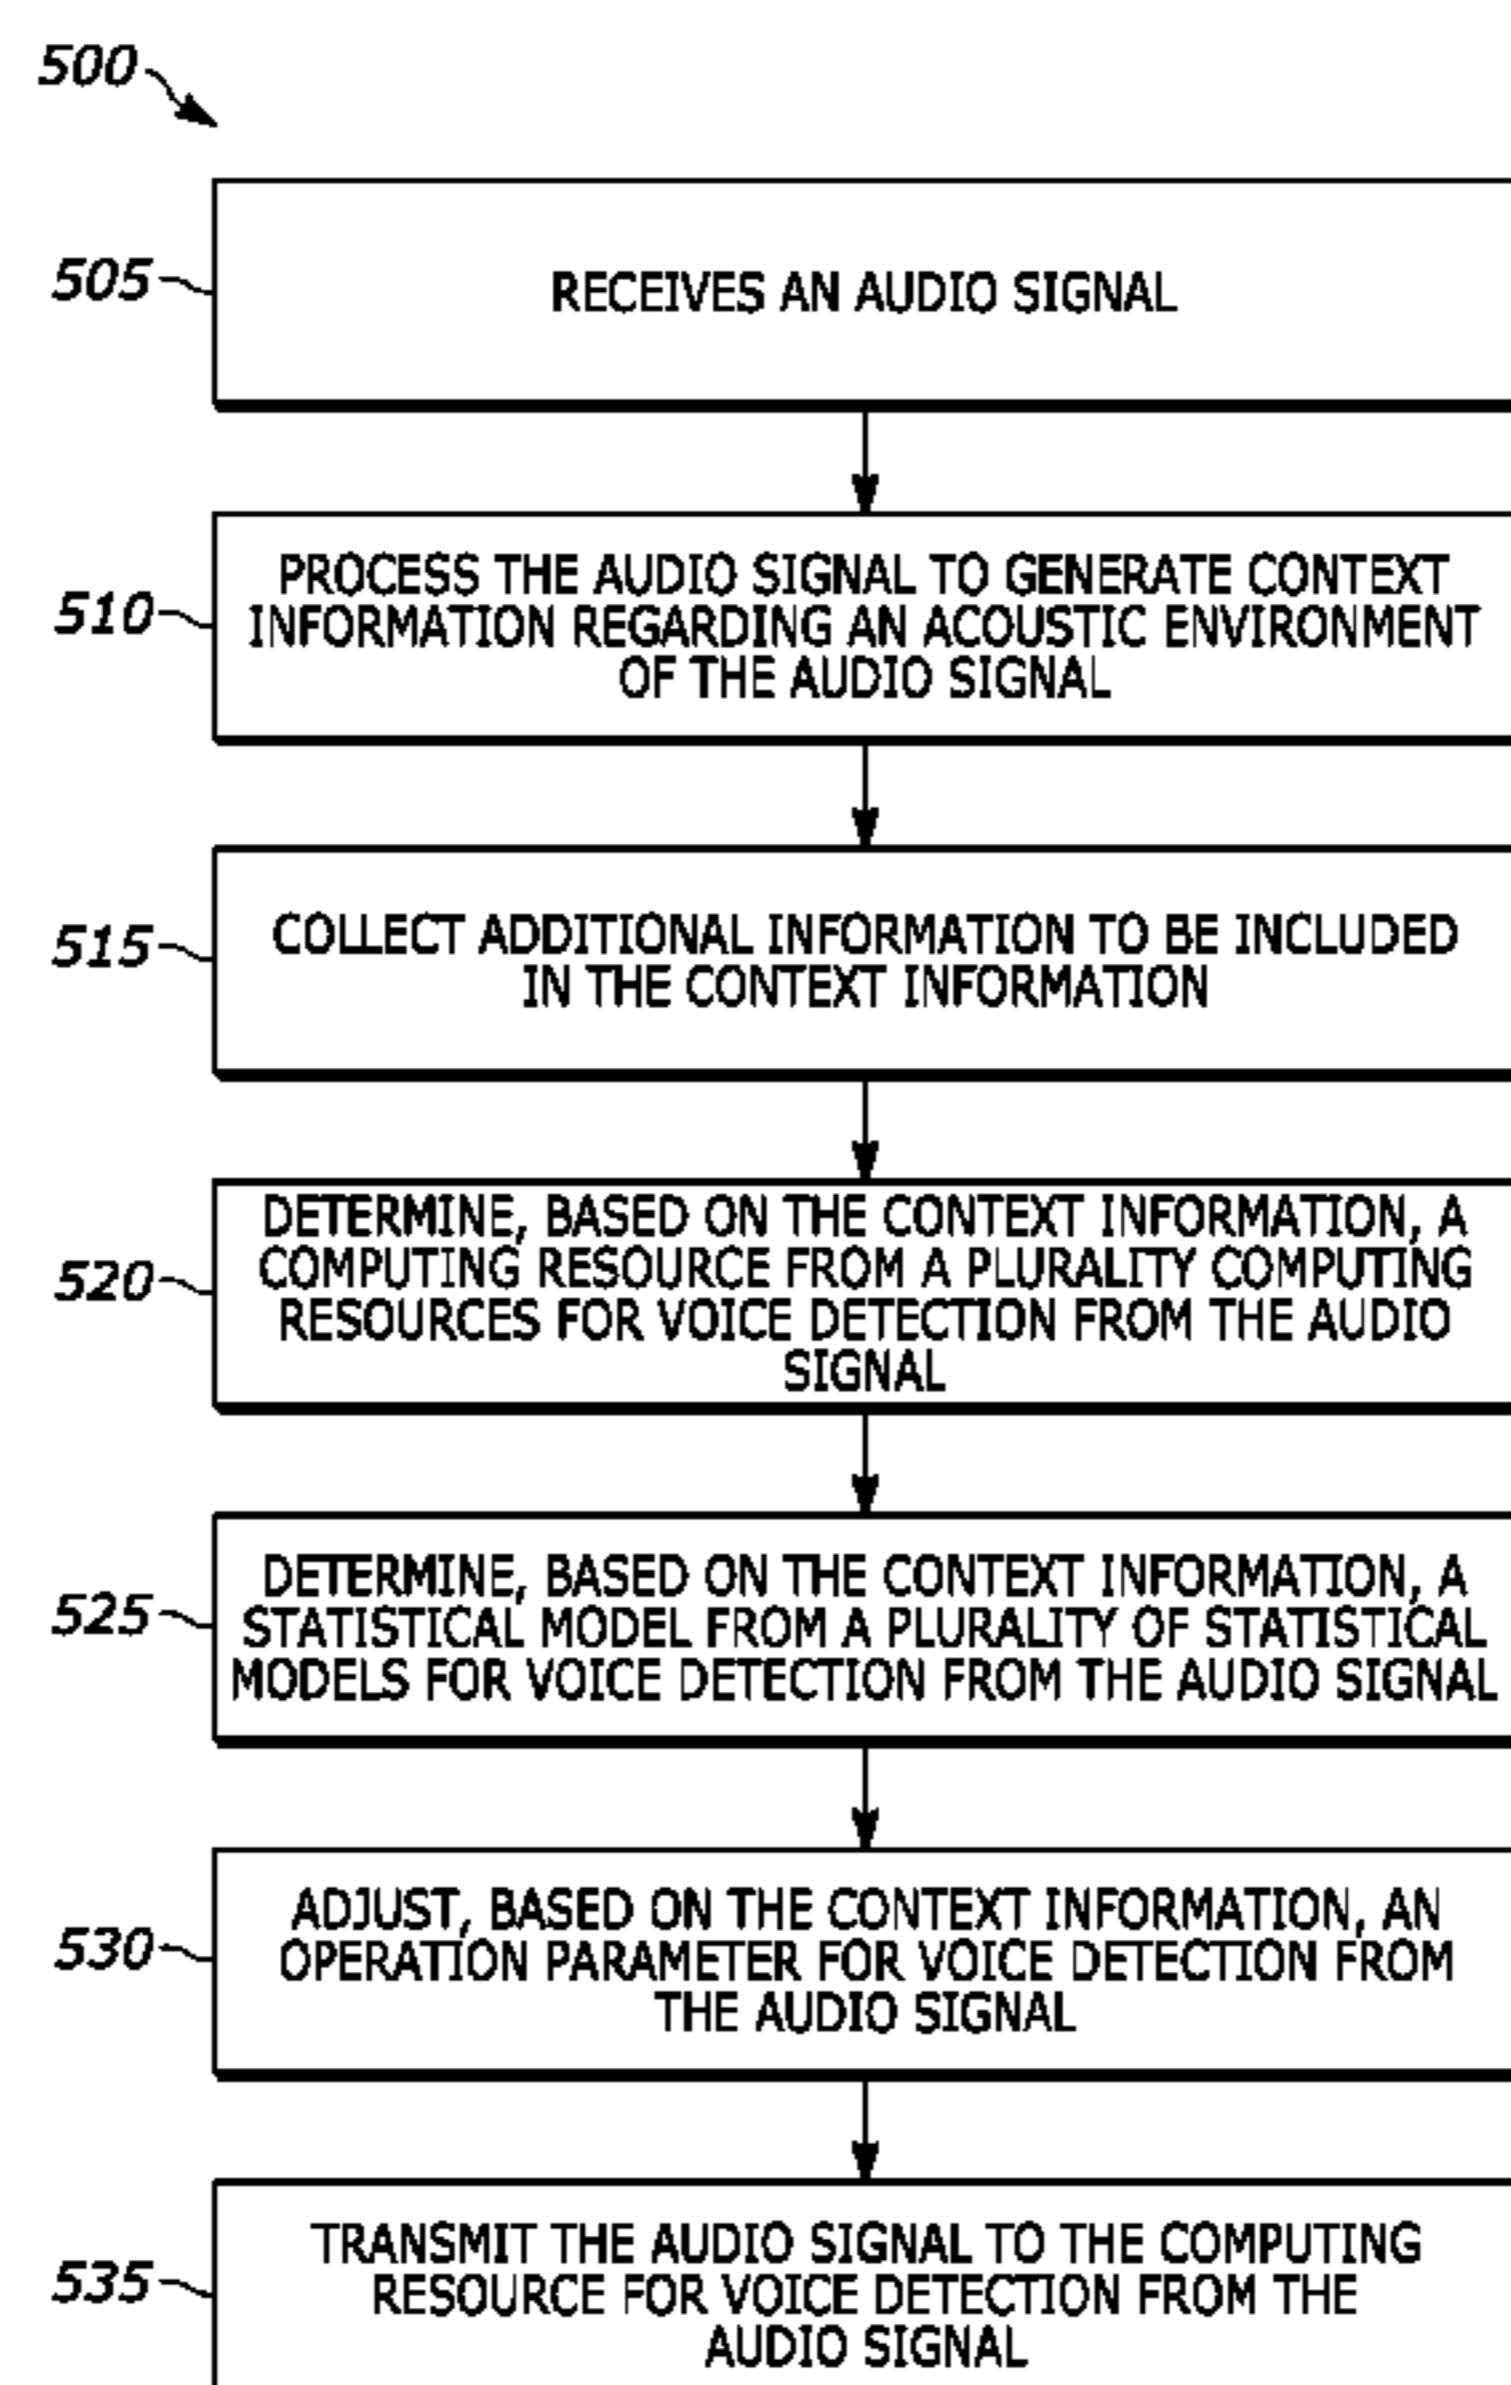 500
505
RECEIVES AN AUDIO SIGNAL
510
PROCESS THE AUDIO SIGNAL TO GENERATE CONTEXT
INFORMATION REGARDING AN ACOUSTIC ENVIRONMENT
OF THE AUDIO SIGNAL
515
COLLECT ADDITIONAL INFORMATION TO BE INCLUDED
IN THE CONTEXT INFORMATION
520
DETERMINE, BASED ON THE CONTEXT INFORMATION, A
COMPUTING RESOURCE FROM A PLURALITY COMPUTING
RESOURCES FOR VOICE DETECTION FROM THE AUDIO
SIGNAL
525
DETERMINE, BASED ON THE CONTEXT INFORMATION, A
STATISTICAL MODEL FROM A PLURALITY OF STATISTICAL
MODELS FOR VOICE DETECTION FROM THE AUDIO SIGNAL
530
ADJUST, BASED ON THE CONTEXT INFORMATION, AN
OPERATION PARAMETER FOR VOICE DETECTION FROM
THE AUDIO SIGNAL
535
TRANSMIT THE AUDIO SIGNAL TO THE COMPUTING
RESOURCE FOR VOICE DETECTION FROM THE
AUDIO SIGNAL